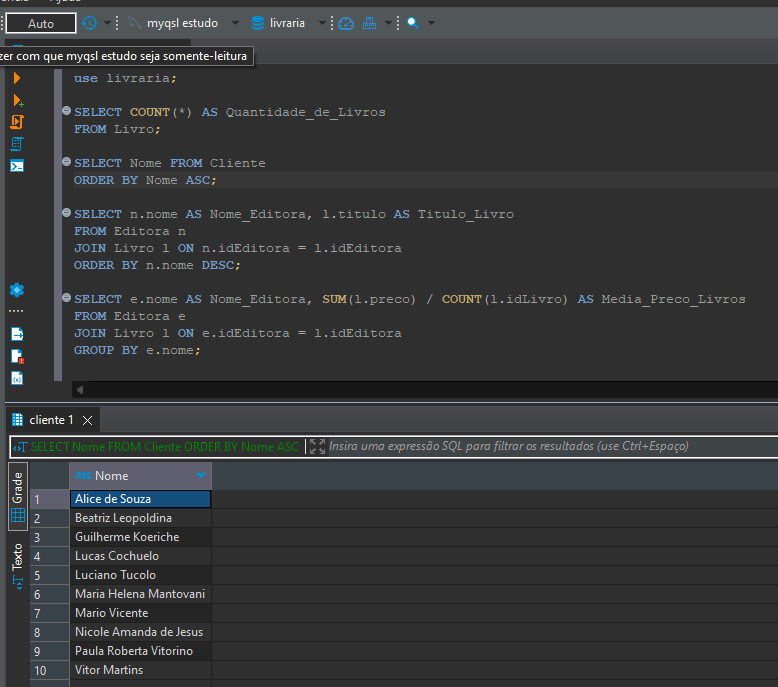 Auto myqsl estudo livraria
zer com que myqsl estudo seja somente-leitura
use livraria;
SELECT COUNT(*) AS Quantidade_de_Livros
FROM Livro;
SELECT Nome FROM Cliente
ORDER BY Nome ASC;
SELECT n.nome AS Nome_Editora, l.titulo AS Titulo_Livro
FROM Editora n
JOIN Livro l ON n.idEditora = l.idEditora
ORDER BY n.nome DESC;
SELECT e.nome AS Nome_Editora, SUM(l.preco) / COUNT(l.idLivro) AS Media_Preco_Livros
FROM Editora e
JOIN Livro l ON e.idEditora = l.idEditora
GROUP BY e.nome;
cliente 1
SELECT Nome FROM Cliente ORDER BY Nome ASC Insira uma expressão SQL para filtrar os resultados (use Ctrl+Espaço)
Grade
Texto
ABC Nome
1 Alice de Souza
2 Beatriz Leopoldina
3 Guilherme Koeriche
4 Lucas Cochuelo
5 Luciano Tucolo
6 Maria Helena Mantovani
7 Mario Vicente
8 Nicole Amanda de Jesus
9 Paula Roberta Vitorino
10 Vitor Martins